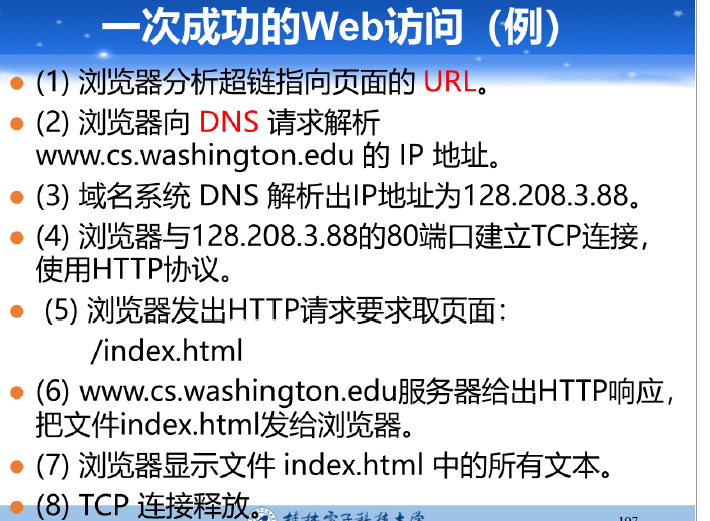 一次成功的Web访问（例）
(1) 浏览器分析超链指向页面的 URL。
(2) 浏览器向 DNS 请求解析
www.cs.washington.edu 的 IP 地址。
(3) 域名系统 DNS 解析出IP地址为128.208.3.88。
(4) 浏览器与128.208.3.88的80端口建立TCP连接，
使用HTTP协议。
(5) 浏览器发出HTTP请求要求取页面：
/index.html
(6) www.cs.washington.edu服务器给出HTTP响应，
把文件index.html发给浏览器。
(7) 浏览器显示文件 index.html 中的所有文本。
(8) TCP 连接释放。
桂林电子科技大学